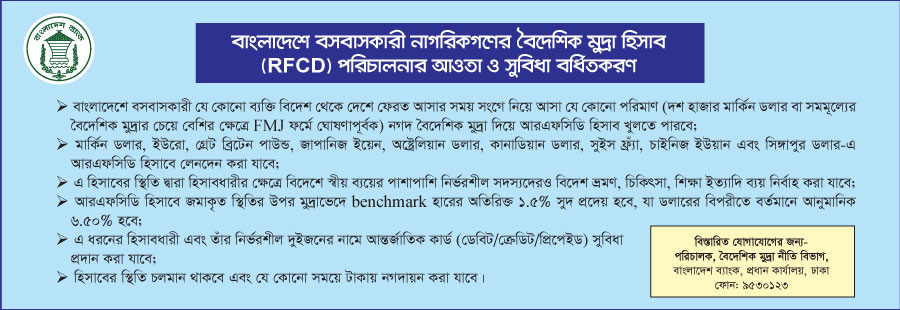 বাংলাদেশ ব্যাংক
বাংলাদেশে বসবাসকারী নাগরিকগণের বৈদেশিক মুদ্রা হিসাব
(RFCD) পরিচালনার আওতা ও সুবিধা বর্ধিতকরণ
➢ বাংলাদেশে বসবাসকারী যে কোনো ব্যক্তি বিদেশ থেকে দেশে ফেরত আসার সময় সংগে নিয়ে আসা যে কোনো পরিমাণ (দশ হাজার মার্কিন ডলার বা সমমূল্যের
বৈদেশিক মুদ্রার চেয়ে বেশির ক্ষেত্রে FMJ ফর্মে ঘোষণাপূর্বক) নগদ বৈদেশিক মুদ্রা দিয়ে আরএফসিডি হিসাব খুলতে পারবে;
➢ মার্কিন ডলার, ইউরো, গ্রেট ব্রিটেন পাউন্ড, জাপানিজ ইয়েন, অষ্ট্রেলিয়ান ডলার, কানাডিয়ান ডলার, সুইস ফ্র্যাঁ, চাইনিজ ইউয়ান এবং সিঙ্গাপুর ডলার-এ
আরএফসিডি হিসাবে লেনদেন করা যাবে;
➢ এ হিসাবের স্থিতি দ্বারা হিসাবধারীর ক্ষেত্রে বিদেশে স্বীয় ব্যয়ের পাশাপাশি নির্ভরশীল সদস্যদেরও বিদেশ ভ্রমণ, চিকিৎসা, শিক্ষা ইত্যাদি ব্যয় নির্বাহ করা যাবে;
➢ আরএফসিডি হিসাবে জমাকৃত স্থিতির উপর মুদ্রাভেদে benchmark হারের অতিরিক্ত ১.৫% সুদ প্রদেয় হবে, যা ডলারের বিপরীতে বর্তমানে আনুমানিক
৬.৫০% হবে;
➢ এ ধরনের হিসাবধারী এবং তাঁর নির্ভরশীল দুইজনের নামে আন্তর্জাতিক কার্ড (ডেবিট/ক্রেডিট/প্রিপেইড) সুবিধা
প্রদান করা যাবে;
➢ হিসাবের স্থিতি চলমান থাকবে এবং যে কোনো সময়ে টাকায় নগদায়ন করা যাবে।
বিস্তারিত যোগাযোগের জন্য-
পরিচালক, বৈদেশিক মুদ্রা নীতি বিভাগ,
বাংলাদেশ ব্যাংক, প্রধান কার্যালয়, ঢাকা
ফোন: ৯৫৩০১২৩